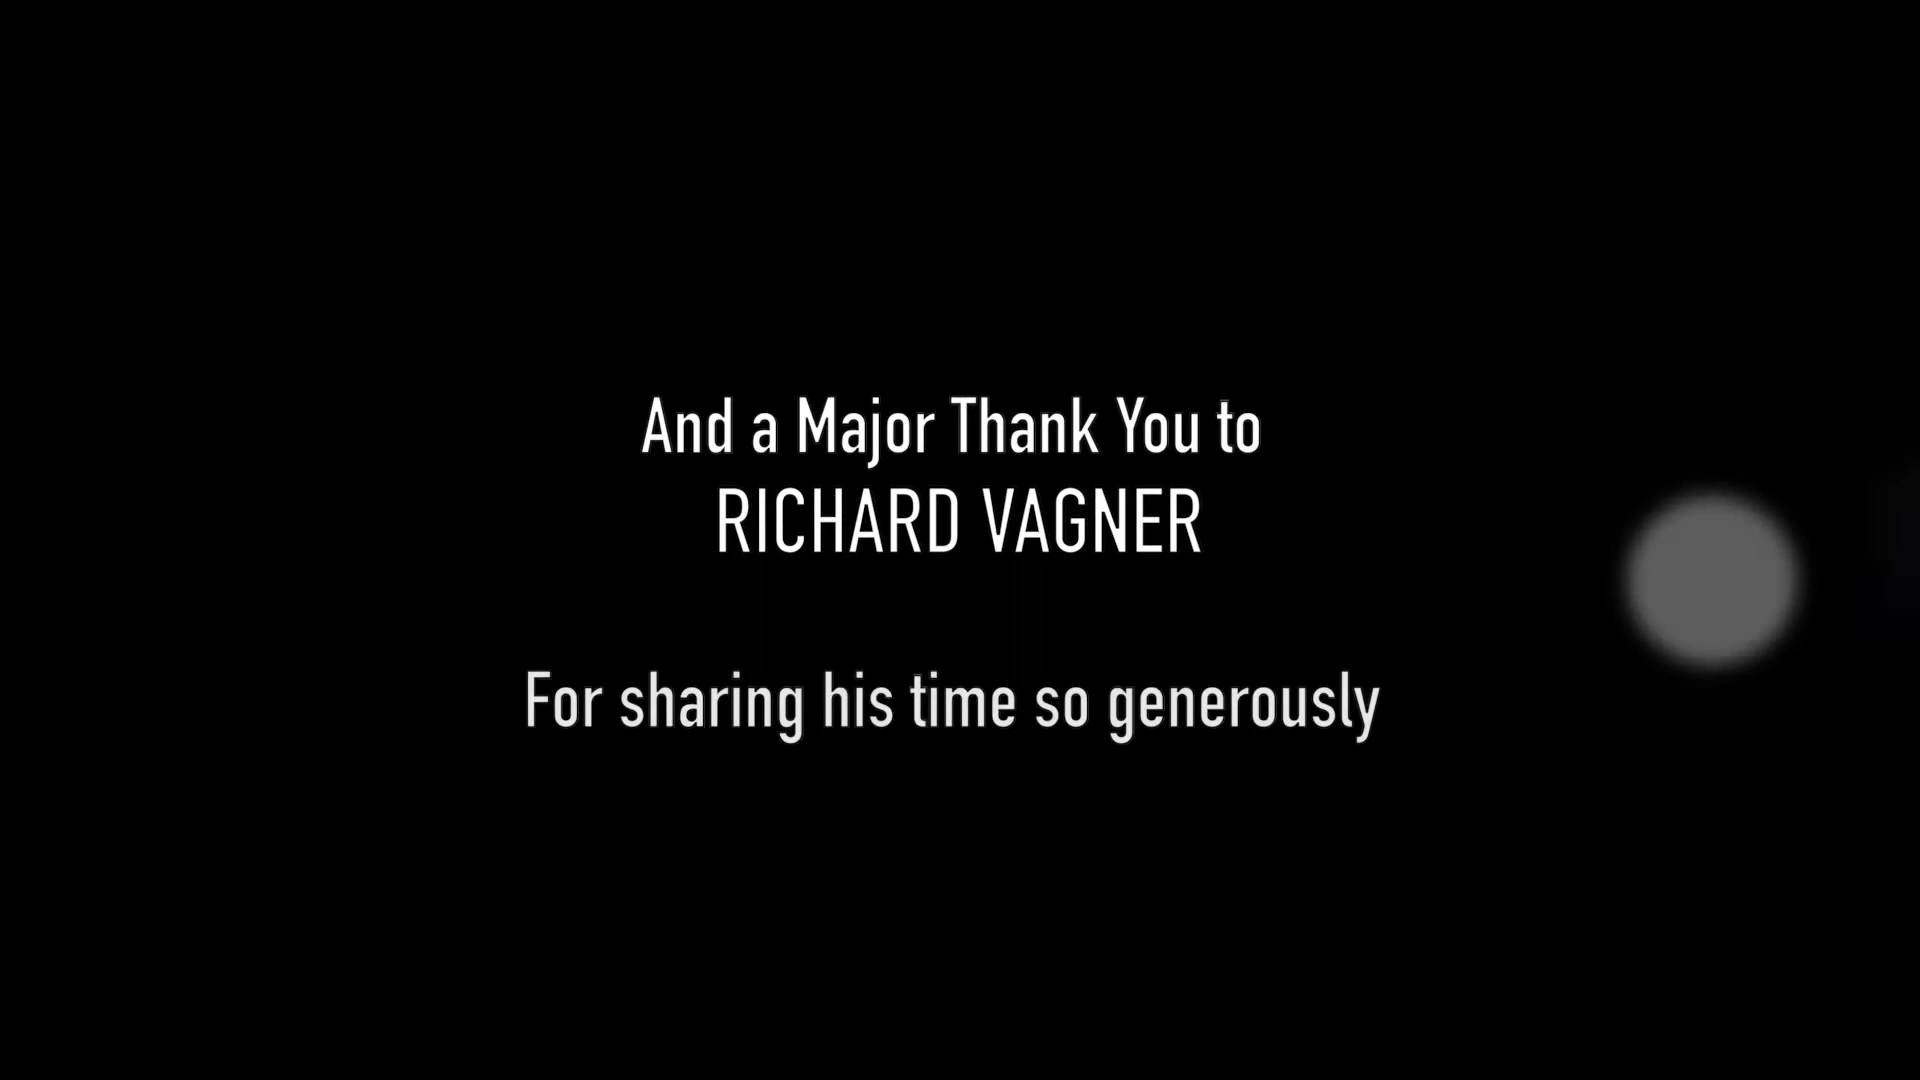 And a Major Thank You to
RICHARD VAGNER
For sharing his time so generously